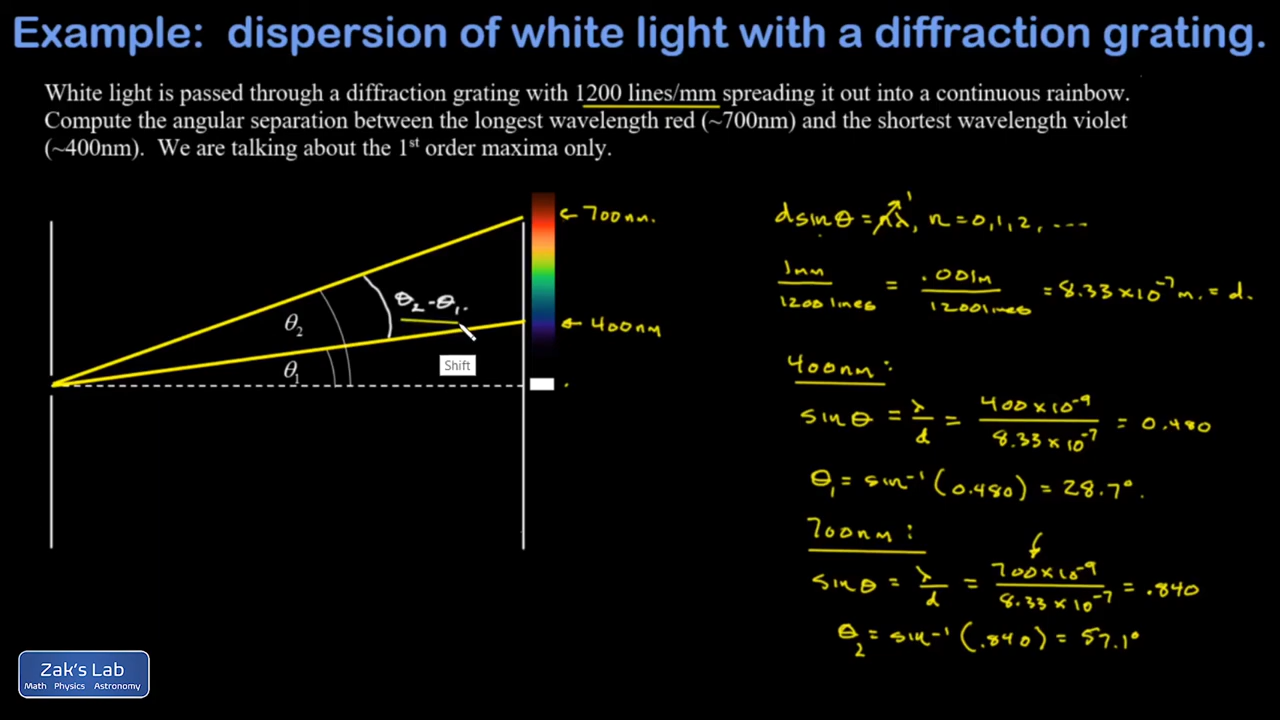 Example: dispersion of white light with a diffraction grating.
White light is passed through a diffraction grating with 1200 lines/mm spreading it out into a continuous rainbow.
Compute the angular separation between the longest wavelength red (~700nm) and the shortest wavelength violet
(~400nm). We are talking about the 1st order maxima only.
← 700nm.
θ₂ - θ₁.
θ₂
← 400nm
Shift
θ₁
d sin θ = nλ, n = 0, 1, 2, ----
1
1mm / 1200 lines = .001m / 1200 lines = 8.33 × 10⁻⁷ m. = d.
400nm:
sin θ = λ/d = 400 × 10⁻⁹ / 8.33 × 10⁻⁷ = 0.480
θ₁ = sin⁻¹ (0.480) = 28.7°.
700nm:
sin θ = λ/d = 700 × 10⁻⁹ / 8.33 × 10⁻⁷ = .840
θ₂ = sin⁻¹ (.840) = 57.1°
Zak's Lab
Math Physics Astronomy